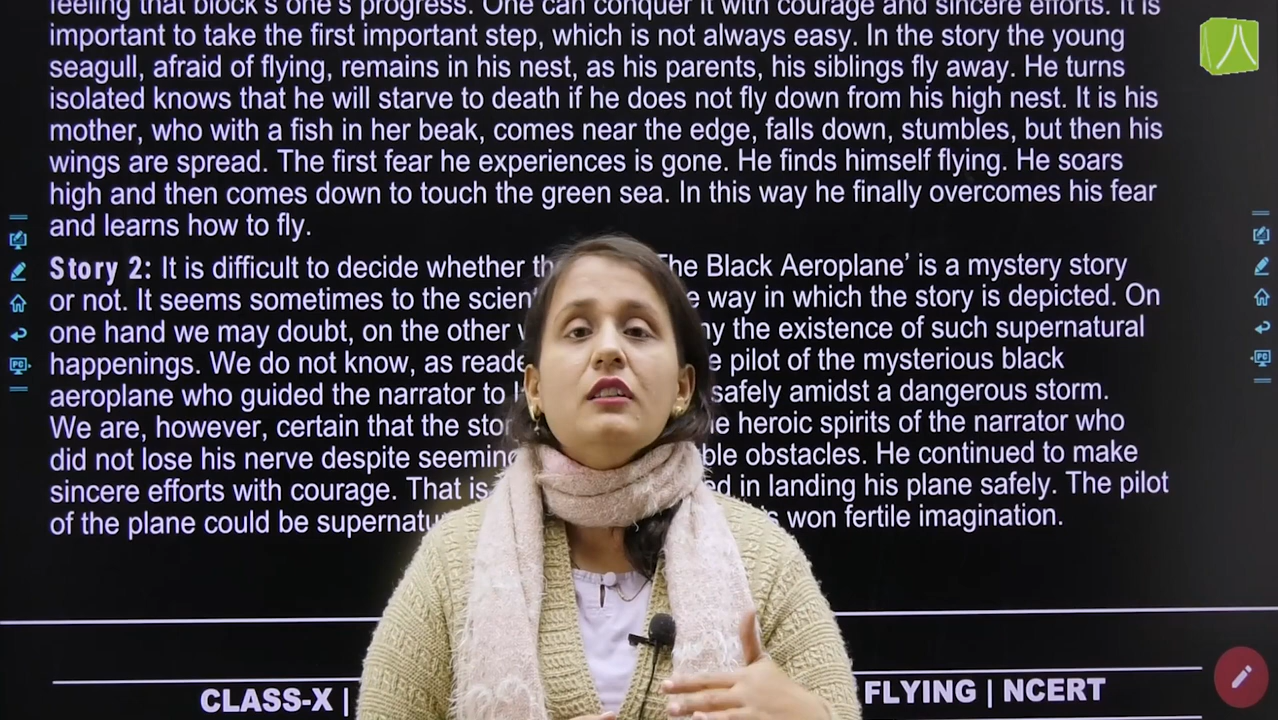 feeling that block's one's progress. One can conquer it with courage and sincere efforts. It is
important to take the first important step, which is not always easy. In the story the young
seagull, afraid of flying, remains in his nest, as his parents, his siblings fly away. He turns
isolated knows that he will starve to death if he does not fly down from his high nest. It is his
mother, who with a fish in her beak, comes near the edge, falls down, stumbles, but then his
wings are spread. The first fear he experiences is gone. He finds himself flying. He soars
high and then comes down to touch the green sea. In this way he finally overcomes his fear
and learns how to fly.
Story 2: It is difficult to decide whether The Black Aeroplane' is a mystery story
or not. It seems sometimes to the way in which the story is depicted. On
one hand we may doubt, on the other the existence of such supernatural
happenings. We do not know, as pilot of the mysterious black
aeroplane who guided the narrator to safely amidst a dangerous storm.
We are, however, certain that the heroic spirits of the narrator who
did not lose his nerve despite obstacles. He continued to make
sincere efforts with courage. That is in landing his plane safely. The pilot
of the plane could be won fertile imagination.
CLASS-X | FLYING | NCERT
PC PC